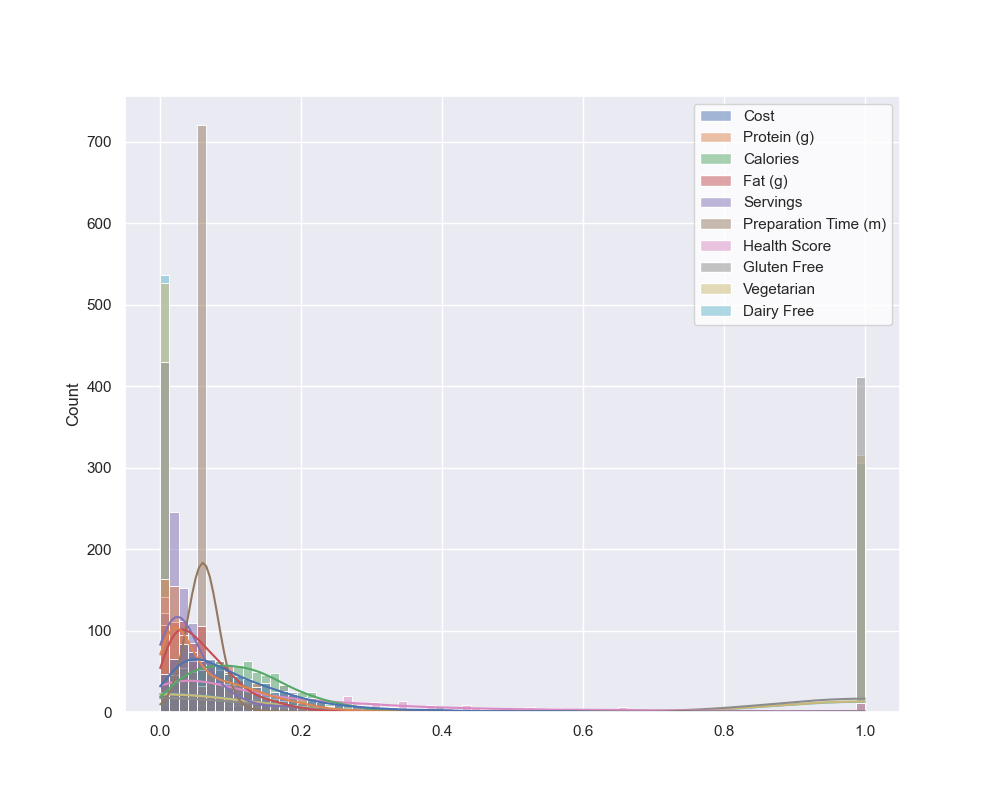 Cost
Protein (g)
Calories
Fat (g)
Servings
Preparation Time (m)
Health Score
Gluten Free
Vegetarian
Dairy Free
700
600
500
400
300
200
100
0
Count
0.0 0.2 0.4 0.6 0.8 1.0